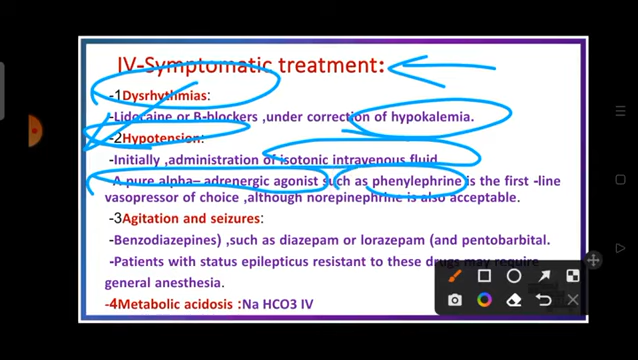 IV-Symptomatic treatment:
-1Dysrhythmias:
-Lidocaine or B-blockers ,under correction of hypokalemia.
-2Hypotension:
-Initially ,administration of isotonic intravenous fluid
-A pure alpha– adrenergic agonist such as phenylephrine is the first -line
vasopressor of choice ,although norepinephrine is also acceptable.
-3Agitation and seizures:
-Benzodiazepines) ,such as diazepam or lorazepam (and pentobarbital.
-Patients with status epilepticus resistant to these drugs may require
general anesthesia.
-4Metabolic acidosis :Na HCO3 IV